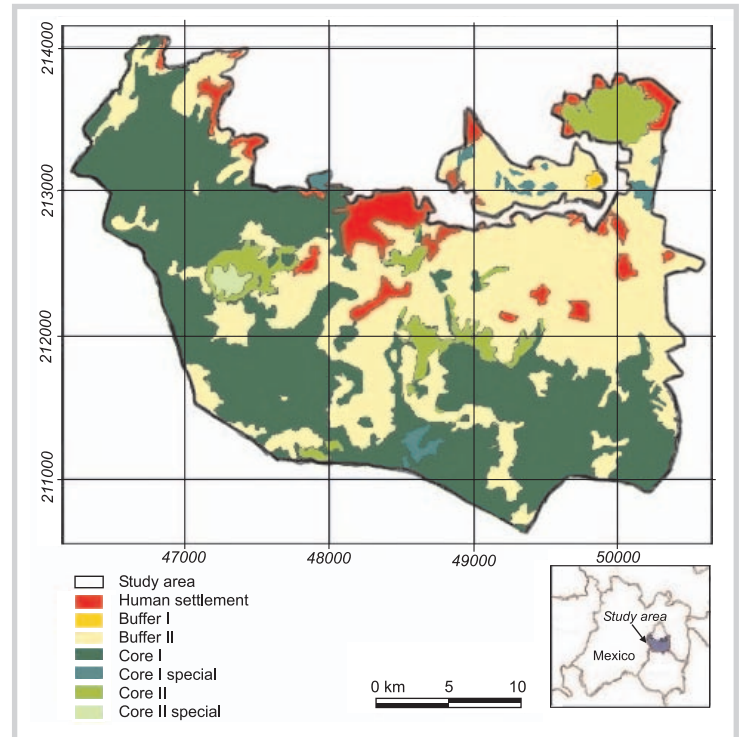 214000
213000
212000
211000
47000 48000 49000 50000
Study area
Human settlement
Buffer I
Buffer II
Core I
Core I special
Core II
Core II special
0 km 5 10
Study area
Mexico